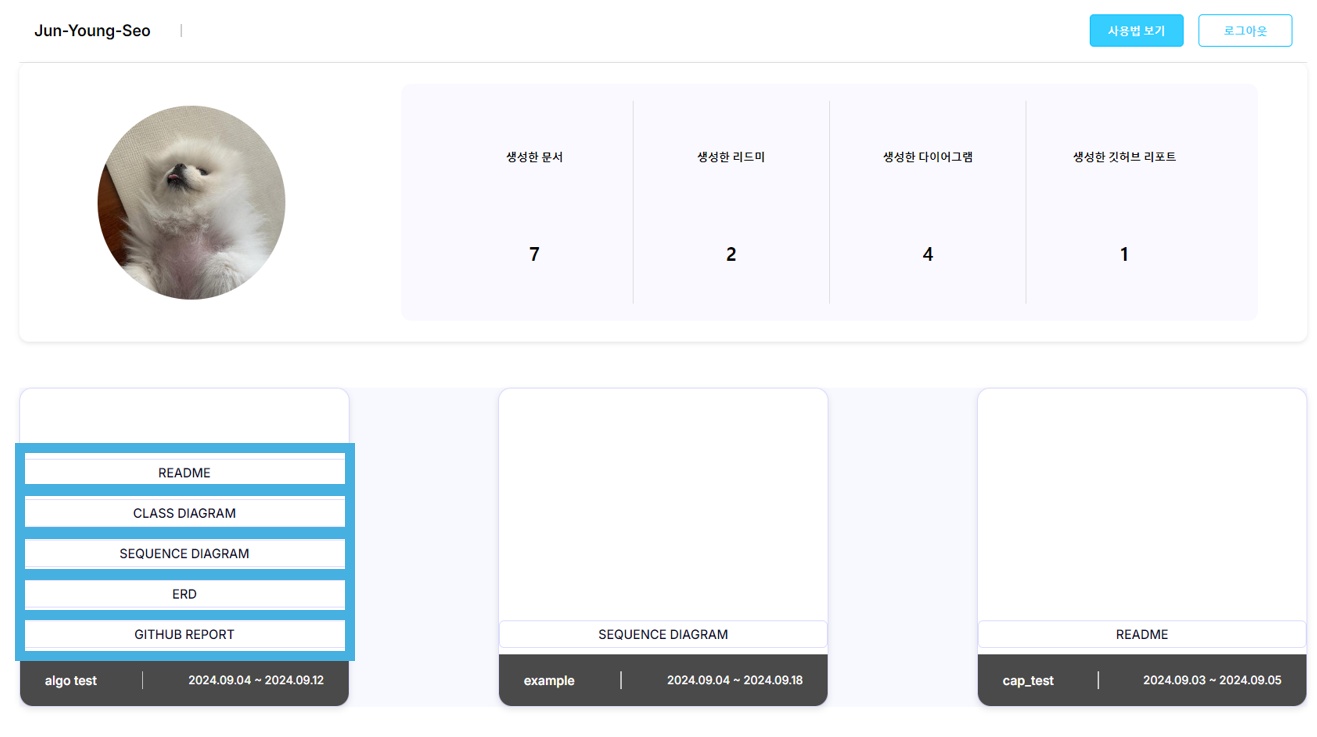 Jun-Young-Seo
사용법 보기
로그아웃
생성한 문서
생성한 리드미
생성한 다이어그램
생성한 깃허브 리포트
7
2
4
1
README
CLASS DIAGRAM
SEQUENCE DIAGRAM
ERD
GITHUB REPORT
algo test
2024.09.04 ~ 2024.09.12
SEQUENCE DIAGRAM
example
2024.09.04 ~ 2024.09.18
README
cap_test
2024.09.03 ~ 2024.09.05